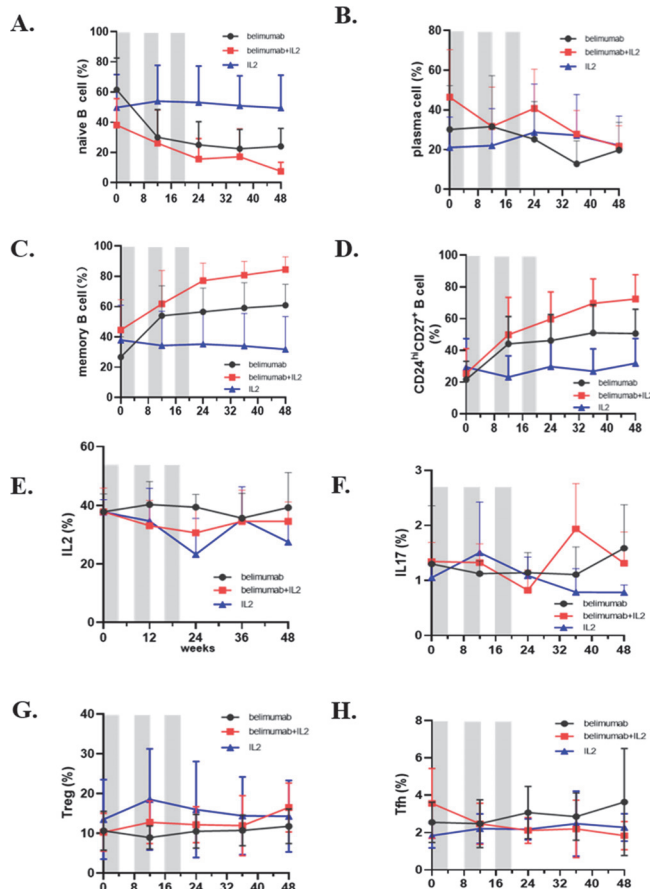 A.
belimumab
belimumab+IL2
IL2
naive B cell (%)
100
80
60
40
20
0
0 8 16 24 32 40 48
B.
belimumab
belimumab+IL2
IL2
plasma cell (%)
80
60
40
20
0
0 8 16 24 32 40 48
C.
memory B cell (%)
100
80
60
40
20
0
belimumab
belimumab+IL2
IL2
0 8 16 24 32 40 48
D.
CD24ʰⁱCD27⁺ B cell
(%)
100
80
60
40
20
0
belimumab
belimumab+IL2
IL2
0 8 16 24 32 40 48
E.
IL2 (%)
60
40
20
0
belimumab
belimumab+IL2
IL2
0 12 24 36 48
weeks
F.
IL17 (%)
3
2
1
0
belimumab
belimumab+IL2
IL2
0 8 16 24 32 40 48
G.
belimumab
belimumab+IL2
IL2
Treg (%)
40
30
20
10
0
0 8 16 24 32 40 48
H.
belimumab
belimumab+IL2
IL2
Tfh (%)
8
6
4
2
0
0 8 16 24 32 40 48